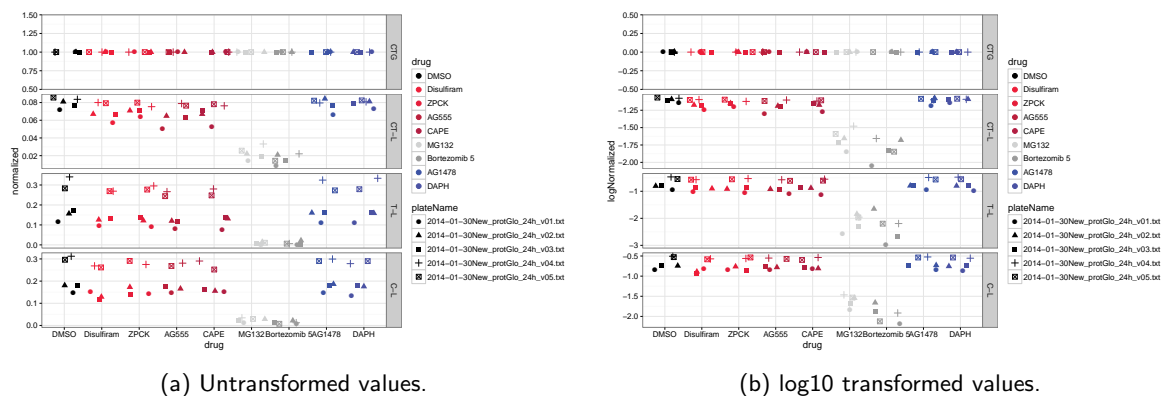 1.50
1.25
1.00
0.75
0.50
CTG
0.08
0.06
0.04
0.02
CT−L
0.3
0.2
0.1
0.0
T−L
0.3
0.2
0.1
0.0
C−L
normalized
DMSO Disulfiram ZPCK AG555 CAPE MG132 Bortezomib 5 AG1478 DAPH
drug
drug
DMSO
Disulfiram
ZPCK
AG555
CAPE
MG132
Bortezomib 5
AG1478
DAPH
plateName
2014−01−30New_protGlo_24h_v01.txt
2014−01−30New_protGlo_24h_v02.txt
2014−01−30New_protGlo_24h_v03.txt
2014−01−30New_protGlo_24h_v04.txt
2014−01−30New_protGlo_24h_v05.txt
(a) Untransformed values.
0.50
0.25
0.00
−0.25
−0.50
CTG
−1.25
−1.50
−1.75
−2.00
CT−L
−1
−2
−3
T−L
−0.5
−1.0
−1.5
−2.0
C−L
logNormalized
DMSO Disulfiram ZPCK AG555 CAPE MG132 Bortezomib 5 AG1478 DAPH
drug
drug
DMSO
Disulfiram
ZPCK
AG555
CAPE
MG132
Bortezomib 5
AG1478
DAPH
plateName
2014−01−30New_protGlo_24h_v01.txt
2014−01−30New_protGlo_24h_v02.txt
2014−01−30New_protGlo_24h_v03.txt
2014−01−30New_protGlo_24h_v04.txt
2014−01−30New_protGlo_24h_v05.txt
(b) log10 transformed values.